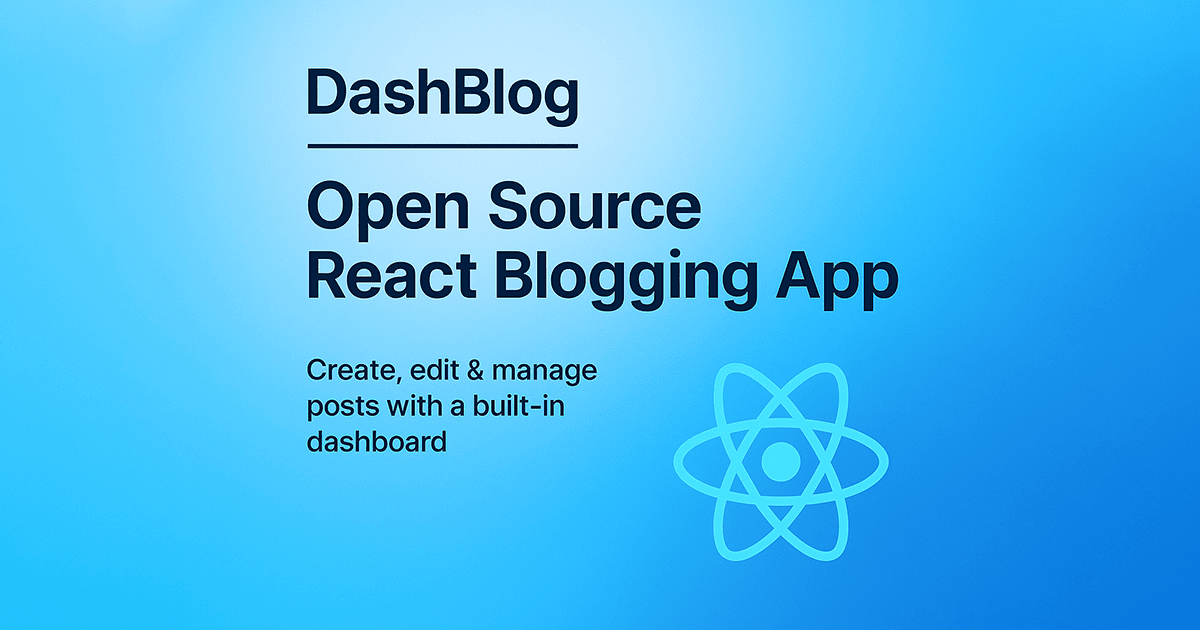 DashBlog
Open Source
React Blogging App
Create, edit & manage
posts with a built-in
dashboard